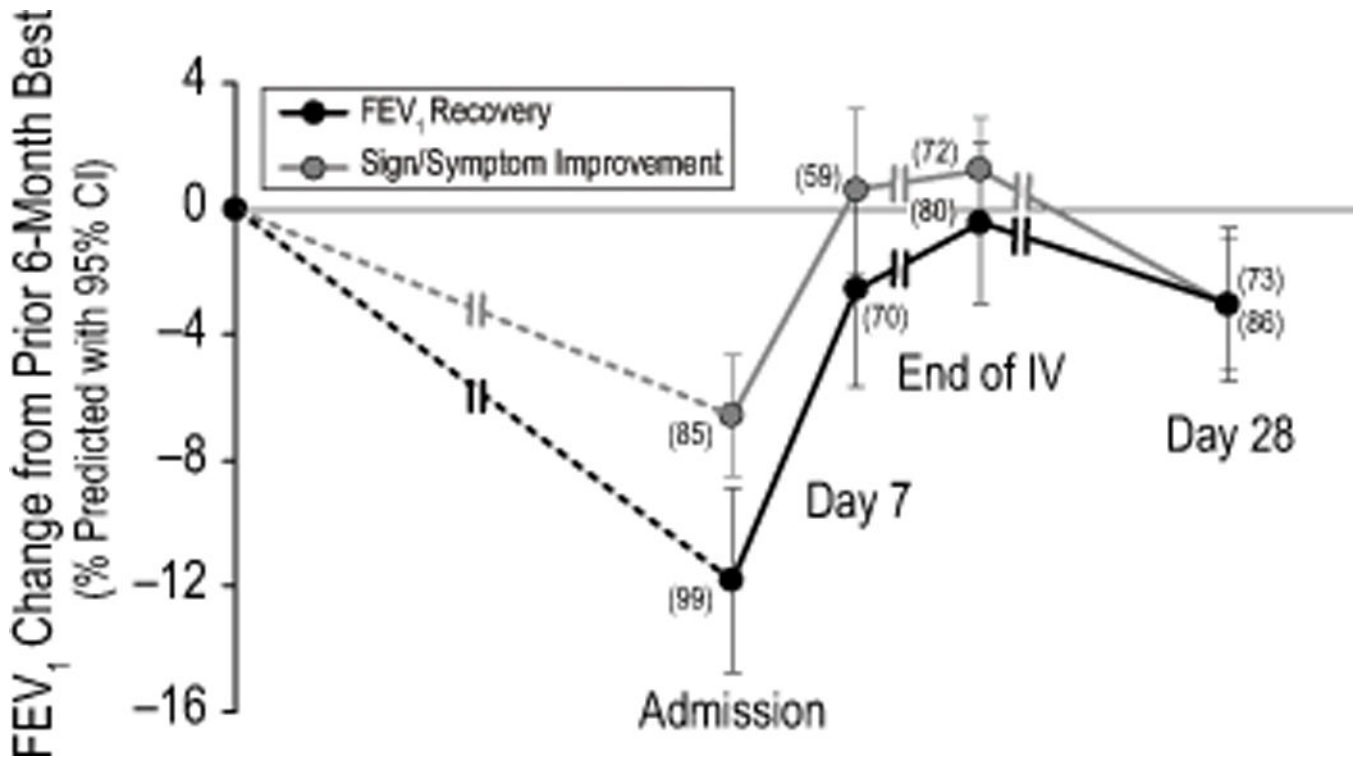 FEV1 Change from Prior 6-Month Best
(% Predicted with 95% CI)
4
0
−4
−8
−12
−16
FEV1 Recovery
Sign/Symptom Improvement
(59)
(72)
(80)
(70)
(73)
(86)
(85)
(99)
End of IV
Day 28
Day 7
Admission